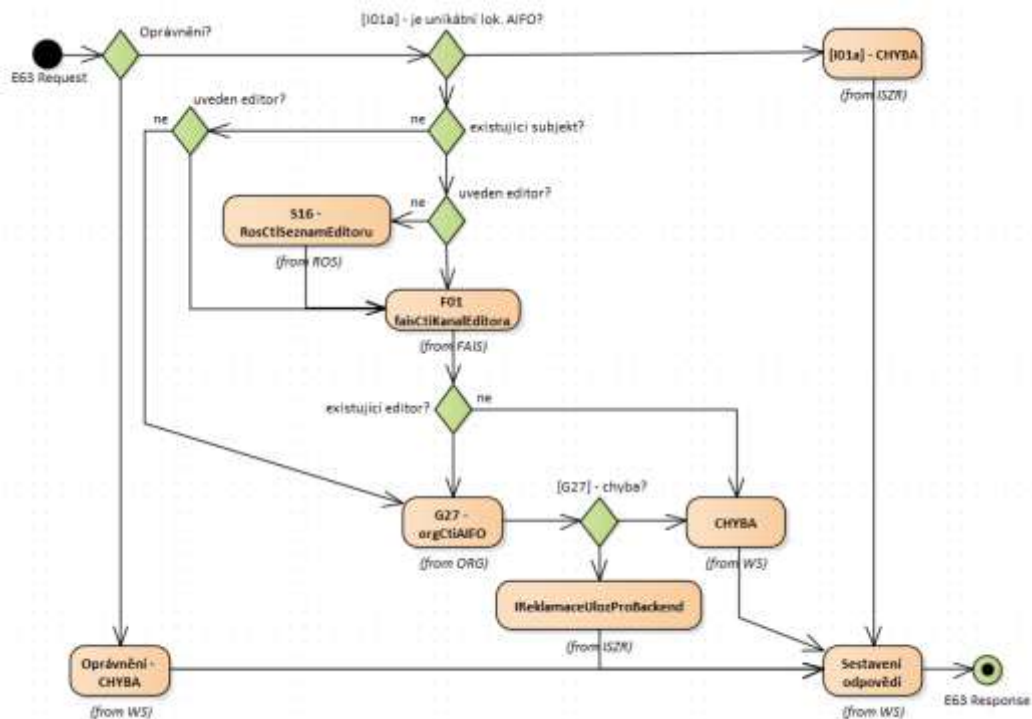 Oprávnění?
[I01a] - je unikátní lok. AIFO?
E63 Request
[I01a] - CHYBA
(from ISZR)
uveden editor?
ne
ne
existující subjekt?
uveden editor?
ne
S16 -
RosCtiSeznamEditoru
(from ROS)
F01
faisCtiKanalEditora
(from FAIS)
existující editor?
ne
[G27] - chyba?
G27 -
orgCtiAIFO
(from ORG)
CHYBA
(from WS)
IReklamaceUlozProBackend
(from ISZR)
Oprávnění -
CHYBA
(from WS)
Sestavení
odpovědi
(from WS)
E63 Response